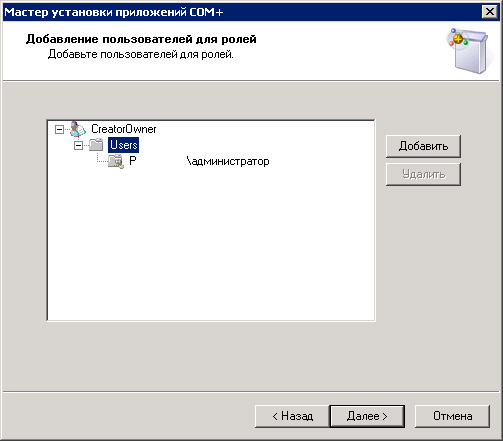 Мастер установки приложений COM+
Добавление пользователей для ролей
Добавьте пользователей для ролей.
CreatorOwner
Users
P \администратор
Добавить
Удалить
< Назад
Далее >
Отмена